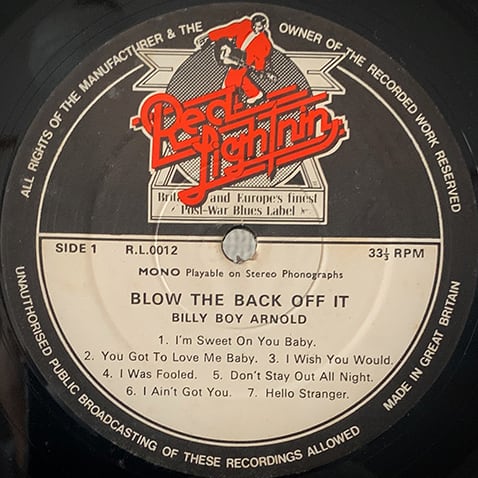 ALL RIGHTS OF THE MANUFACTURER & THE OWNER OF THE RECORDED WORK RESERVED
Red
Lightnin
and Europe's finest
Post-War Blues Label
SIDE 1 R.L.0012 33⅓ RPM
MONO Playable on Stereo Phonographs
BLOW THE BACK OFF IT
BILLY BOY ARNOLD
1. I'm Sweet On You Baby.
2. You Got To Love Me Baby. 3. I Wish You Would.
4. I Was Fooled. 5. Don't Stay Out All Night.
6. I Ain't Got You. 7. Hello Stranger.
UNAUTHORISED PUBLIC BROADCASTING OF THESE RECORDINGS ALLOWED
MADE IN GREAT BRITAIN